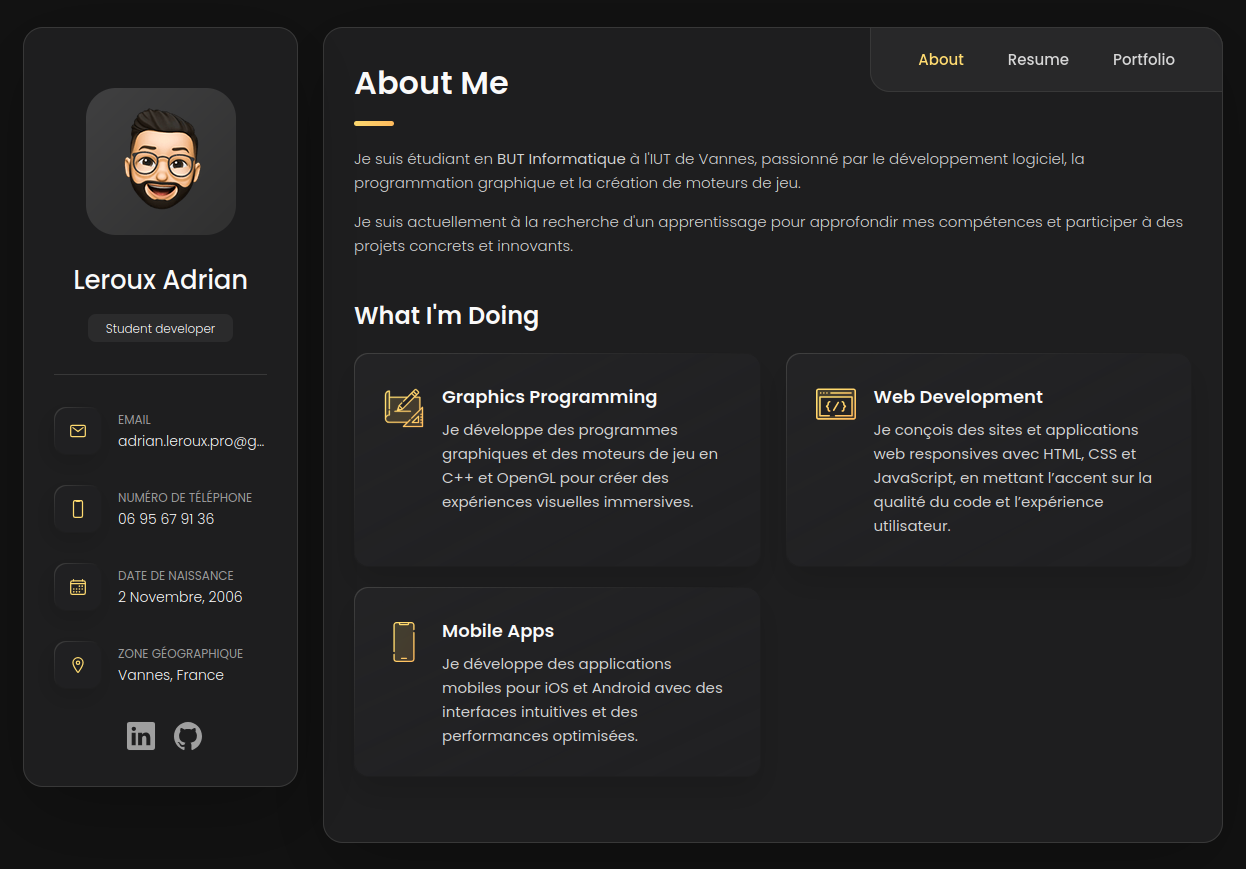 Leroux Adrian
Student developer
EMAIL
adrian.leroux.pro@g...
NUMÉRO DE TÉLÉPHONE
06 95 67 91 36
DATE DE NAISSANCE
2 Novembre, 2006
ZONE GÉOGRAPHIQUE
Vannes, France
in
About Resume Portfolio
About Me
Je suis étudiant en BUT Informatique à l'IUT de Vannes, passionné par le développement logiciel, la
programmation graphique et la création de moteurs de jeu.
Je suis actuellement à la recherche d'un apprentissage pour approfondir mes compétences et participer à des
projets concrets et innovants.
What I'm Doing
Graphics Programming
Je développe des programmes
graphiques et des moteurs de jeu en
C++ et OpenGL pour créer des
expériences visuelles immersives.
Web Development
Je conçois des sites et applications
web responsives avec HTML, CSS et
JavaScript, en mettant l’accent sur la
qualité du code et l’expérience
utilisateur.
Mobile Apps
Je développe des applications
mobiles pour iOS et Android avec des
interfaces intuitives et des
performances optimisées.